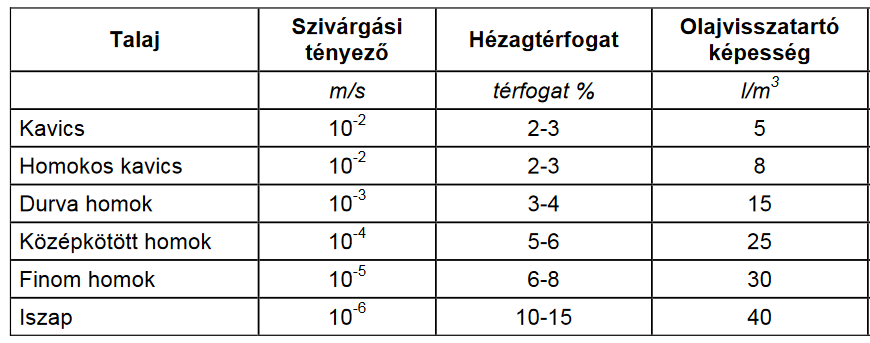 Talaj | Szivárgási tényező | Hézagtérfogat | Olajvisszatartó képesség
m/s | térfogat % | l/m³
Kavics | 10⁻² | 2-3 | 5
Homokos kavics | 10⁻² | 2-3 | 8
Durva homok | 10⁻³ | 3-4 | 15
Középkötött homok | 10⁻⁴ | 5-6 | 25
Finom homok | 10⁻⁵ | 6-8 | 30
Iszap | 10⁻⁶ | 10-15 | 40